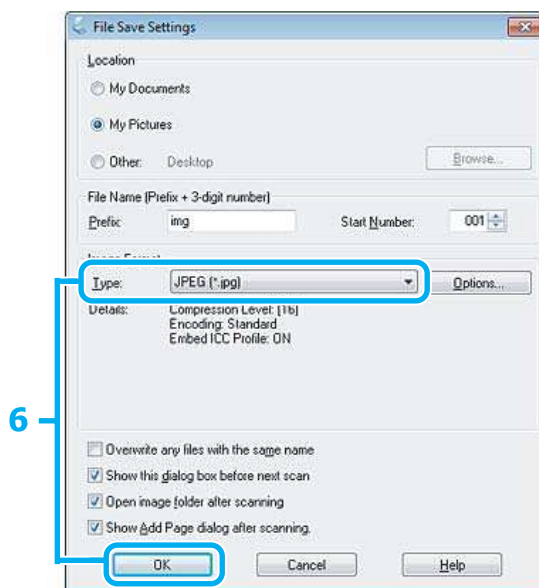 File Save Settings
Location
My Documents
My Pictures
Other: Desktop Browse...
File Name (Prefix + 3-digit number)
Prefix: img Start Number: 001
Image Format
Type: JPEG (*.jpg) Options...
Details: Compression Level: [16]
Encoding: Standard
Embed ICC Profile: ON
6
Overwrite any files with the same name
Show this dialog box before next scan
Open image folder after scanning
Show Add Page dialog after scanning.
OK Cancel Help